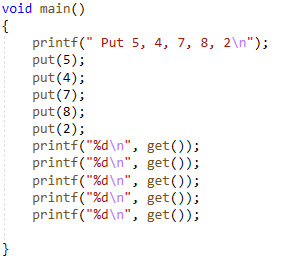 void main()
{
    printf(" Put 5, 4, 7, 8, 2\n");
    put(5);
    put(4);
    put(7);
    put(8);
    put(2);
    printf("%d\n", get());
    printf("%d\n", get());
    printf("%d\n", get());
    printf("%d\n", get());
    printf("%d\n", get());
}